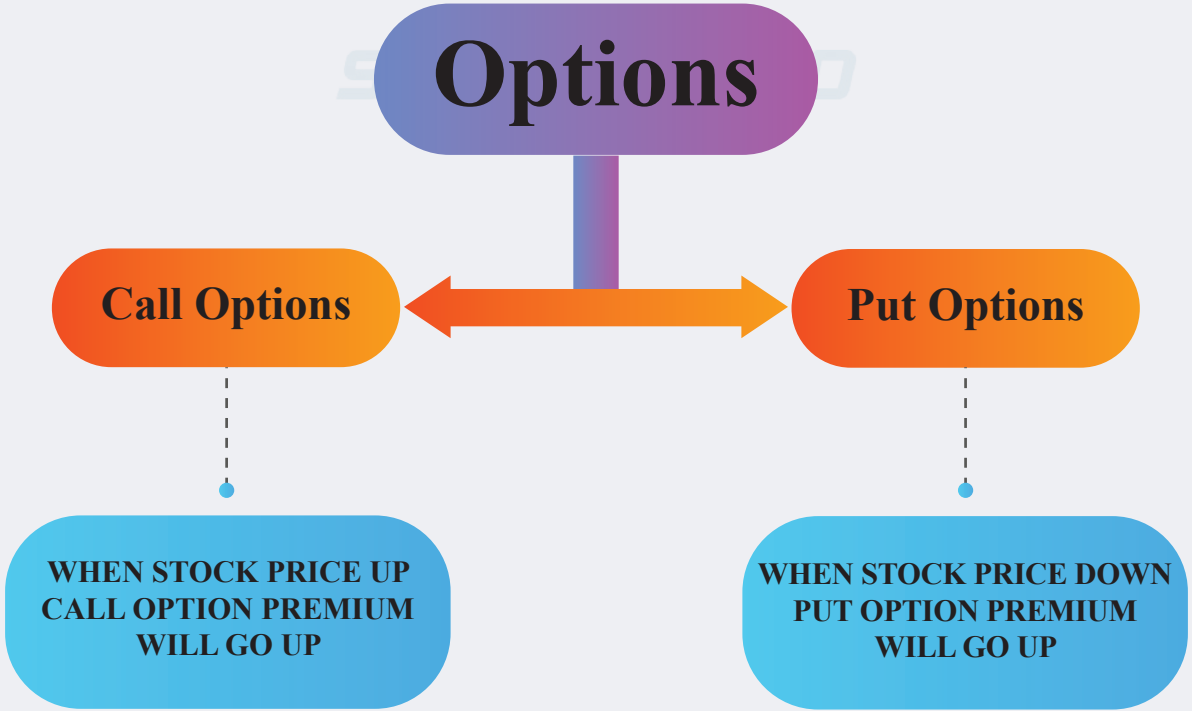 Options
Call Options
Put Options
WHEN STOCK PRICE UP
CALL OPTION PREMIUM
WILL GO UP
WHEN STOCK PRICE DOWN
PUT OPTION PREMIUM
WILL GO UP